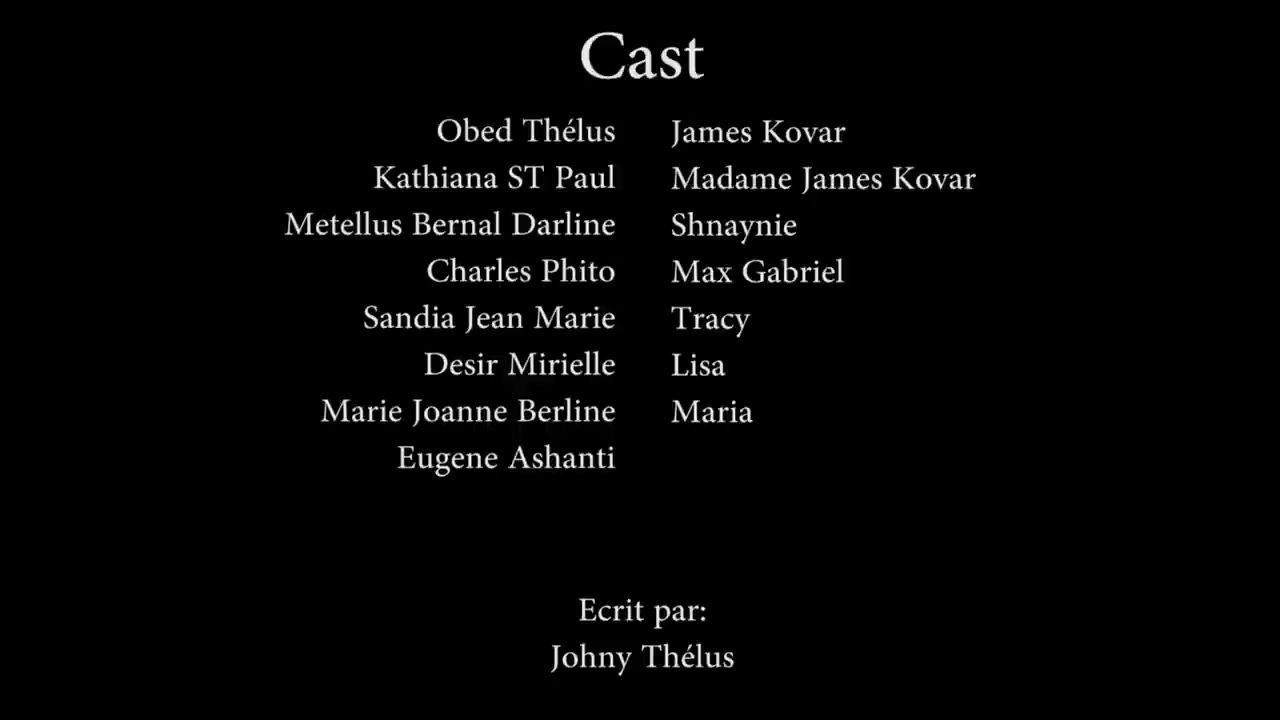 Cast
Obed Thélus James Kovar
Kathiana ST Paul Madame James Kovar
Metellus Bernal Darline Shnaynie
Charles Phito Max Gabriel
Sandia Jean Marie Tracy
Desir Mirielle Lisa
Marie Joanne Berline Maria
Eugene Ashanti
Ecrit par:
Johny Thélus